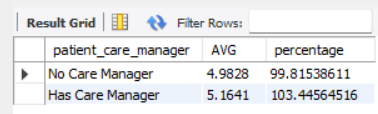 Result Grid Filter Rows:
patient_care_manager AVG percentage
No Care Manager 4.9828 99.81538611
Has Care Manager 5.1641 103.44564516